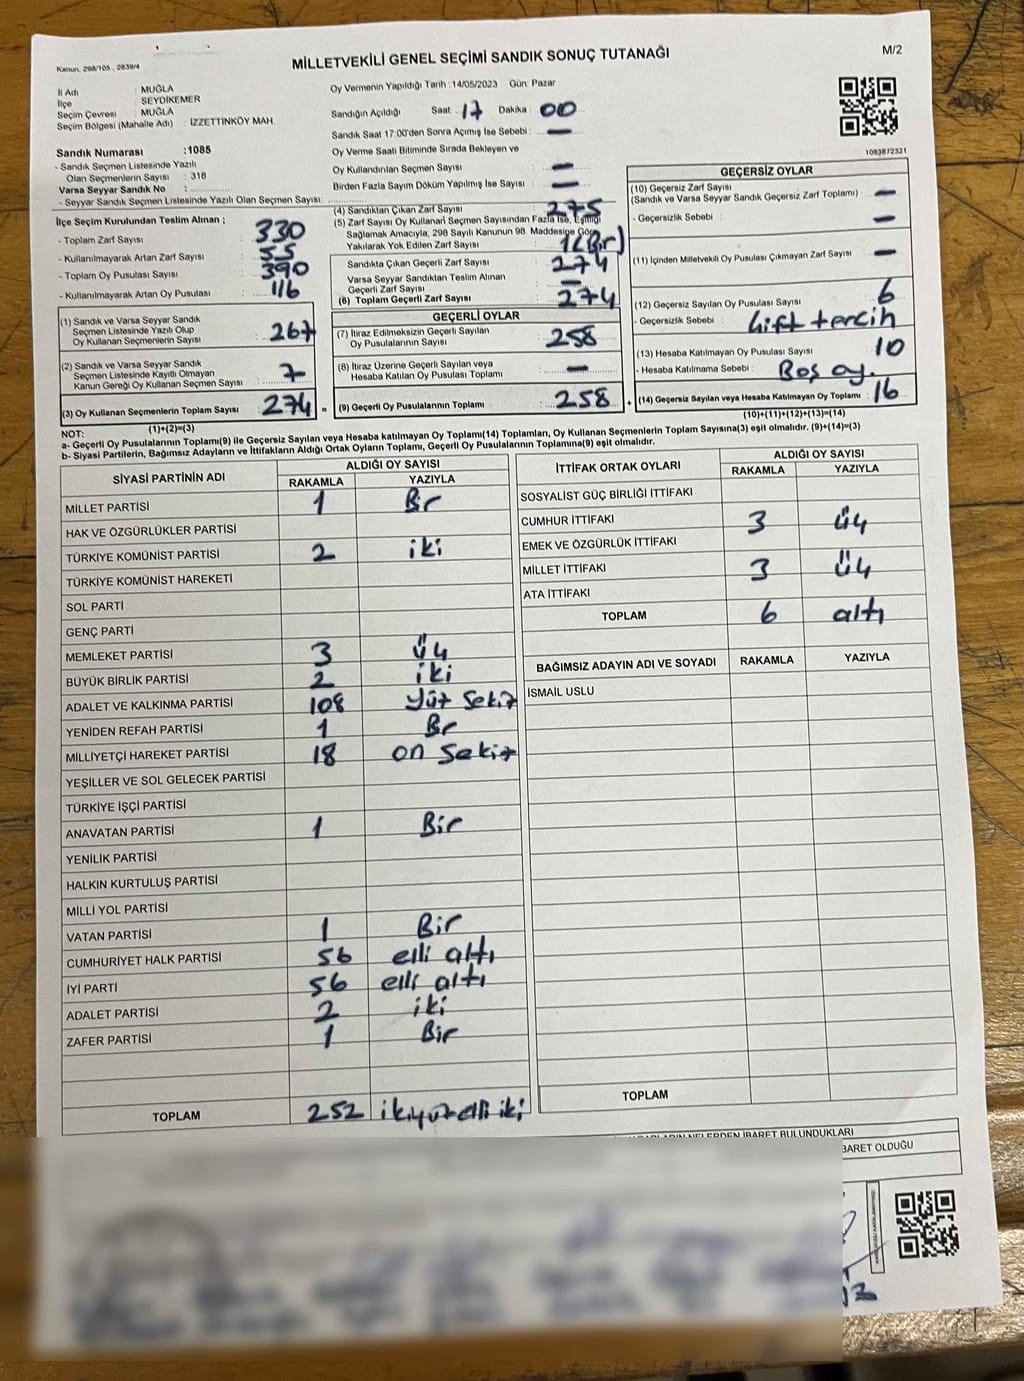 Kanun, 298/105 , 2839/4
MİLLETVEKİLİ GENEL SEÇİMİ SANDIK SONUÇ TUTANAĞI
M/2
İl Adı : MUĞLA
İlçe : SEYDİKEMER
Seçim Çevresi : MUĞLA
Seçim Bölgesi (Mahalle Adı) : İZZETTİNKÖY MAH.
Sandık Numarası : 1085
- Sandık Seçmen Listesinde Yazılı
Olan Seçmenlerin Sayısı : 318
Varsa Seyyar Sandık No :
- Seyyar Sandık Seçmen Listesinde Yazılı Olan Seçmen Sayısı:
Oy Vermenin Yapıldığı Tarih : 14/05/2023 Gün: Pazar
Sandığın Açıldığı Saat: 17 Dakika : 00
Sandık Saat 17:00'den Sonra Açımış İse Sebebi : —
Oy Verme Saati Bitiminde Sırada Bekleyen ve
Oy Kullandırılan Seçmen Sayısı : —
Birden Fazla Sayım Döküm Yapılmış İse Sayısı : —
1083872321
İlçe Seçim Kurulundan Teslim Alınan ;
- Toplam Zarf Sayısı : 330
- Kullanılmayarak Artan Zarf Sayısı : 55
- Toplam Oy Pusulası Sayısı : 390
- Kullanılmayarak Artan Oy Pusulası : 116
(1) Sandık ve Varsa Seyyar Sandık
Seçmen Listesinde Yazılı Olup
Oy Kullanan Seçmenlerin Sayısı : 267
(2) Sandık ve Varsa Seyyar Sandık
Seçmen Listesinde Kayıtlı Olmayan
Kanun Gereği Oy Kullanan Seçmen Sayısı : 7
(3) Oy Kullanan Seçmenlerin Toplam Sayısı : 274 =
(4) Sandıktan Çıkan Zarf Sayısı : 275
(5) Zarf Sayısı Oy Kullanan Seçmen Sayısından Fazla İse, Eşitliği
Sağlamak Amacıyla, 298 Sayılı Kanunun 98. Maddesine Göre
Yakılarak Yok Edilen Zarf Sayısı : 1 (Bir)
Sandıkta Çıkan Geçerli Zarf Sayısı : 274
Varsa Seyyar Sandıktan Teslim Alınan
Geçerli Zarf Sayısı : —
(6) Toplam Geçerli Zarf Sayısı : 274
GEÇERLİ OYLAR
(7) İtiraz Edilmeksizin Geçerli Sayılan
Oy Pusulalarının Sayısı : 258
(8) İtiraz Üzerine Geçerli Sayılan veya
Hesaba Katılan Oy Pusulası Toplamı : —
(9) Geçerli Oy Pusulalarının Toplamı : 258 +
GEÇERSİZ OYLAR
(10) Geçersiz Zarf Sayısı
(Sandık ve Varsa Seyyar Sandık Geçersiz Zarf Toplamı) : —
- Geçersizlik Sebebi : —
(11) İçinden Milletvekili Oy Pusulası Çıkmayan Zarf Sayısı : —
(12) Geçersiz Sayılan Oy Pusulası Sayısı : 6
- Geçersizlik Sebebi : Çift tercih
(13) Hesaba Katılmayan Oy Pusulası Sayısı : 10
- Hesaba Katılmama Sebebi : Boş oy.
(14) Geçersiz Sayılan veya Hesaba Katılmayan Oy Toplamı : 16
(1)+(2)=(3)
(10)+(11)+(12)+(13)=(14)
NOT:
a- Geçerli Oy Pusulalarının Toplamı(9) ile Geçersiz Sayılan veya Hesaba katılmayan Oy Toplamı(14) Toplamları, Oy Kullanan Seçmenlerin Toplam Sayısına(3) eşit olmalıdır. (9)+(14)=(3)
b- Siyasi Partilerin, Bağımsız Adayların ve İttifakların Aldığı Ortak Oyların Toplamı, Geçerli Oy Pusulalarının Toplamına(9) eşit olmalıdır.
SİYASİ PARTİNİN ADI ALDIĞI OY SAYISI
RAKAMLA YAZIYLA
MİLLET PARTİSİ 1 Bir
HAK VE ÖZGÜRLÜKLER PARTİSİ
TÜRKİYE KOMÜNİST PARTİSİ 2 iki
TÜRKİYE KOMÜNİST HAREKETİ
SOL PARTİ
GENÇ PARTİ
MEMLEKET PARTİSİ 3 Üç
BÜYÜK BİRLİK PARTİSİ 2 iki
ADALET VE KALKINMA PARTİSİ 108 Yüz Sekiz
YENİDEN REFAH PARTİSİ 1 Br
MİLLİYETÇİ HAREKET PARTİSİ 18 on Sekiz
YEŞİLLER VE SOL GELECEK PARTİSİ
TÜRKİYE İŞÇİ PARTİSİ
ANAVATAN PARTİSİ 1 Bir
YENİLİK PARTİSİ
HALKIN KURTULUŞ PARTİSİ
MİLLİ YOL PARTİSİ
VATAN PARTİSİ 1 Bir
CUMHURİYET HALK PARTİSİ 56 elli altı
İYİ PARTİ 56 elli altı
ADALET PARTİSİ 2 iki
ZAFER PARTİSİ 1 Bir
TOPLAM 252 ikiyüzelli iki
İTTİFAK ORTAK OYLARI ALDIĞI OY SAYISI
RAKAMLA YAZIYLA
SOSYALİST GÜÇ BİRLİĞİ İTTİFAKI
CUMHUR İTTİFAKI 3 üç
EMEK VE ÖZGÜRLÜK İTTİFAKI
MİLLET İTTİFAKI 3 üç
ATA İTTİFAKI
TOPLAM 6 altı
BAĞIMSIZ ADAYIN ADI VE SOYADI RAKAMLA YAZIYLA
İSMAİL USLU
TOPLAM
NELERDEN İBARET BULUNDUKLARI
BARET OLDUĞU